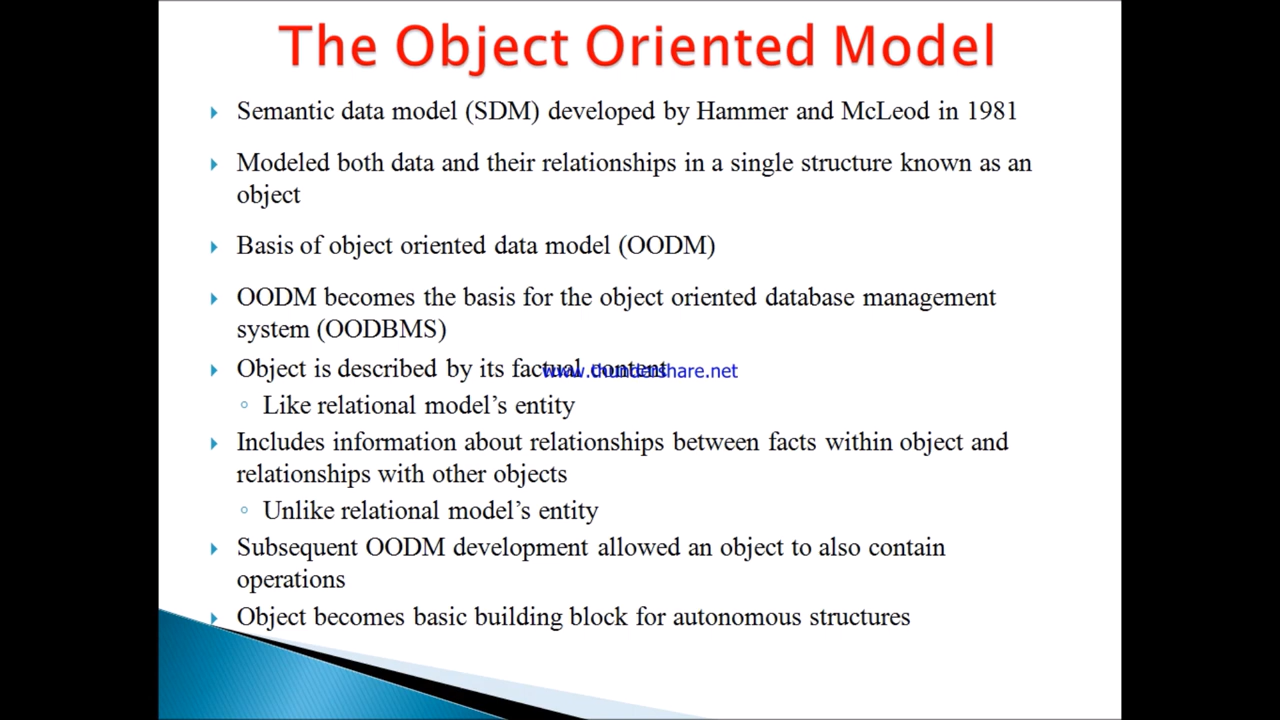 The Object Oriented Model
Semantic data model (SDM) developed by Hammer and McLeod in 1981
Modeled both data and their relationships in a single structure known as an
object
Basis of object oriented data model (OODM)
OODM becomes the basis for the object oriented database management
system (OODBMS)
Object is described by its factual content
www.thundershare.net
Like relational model’s entity
Includes information about relationships between facts within object and
relationships with other objects
Unlike relational model’s entity
Subsequent OODM development allowed an object to also contain
operations
Object becomes basic building block for autonomous structures